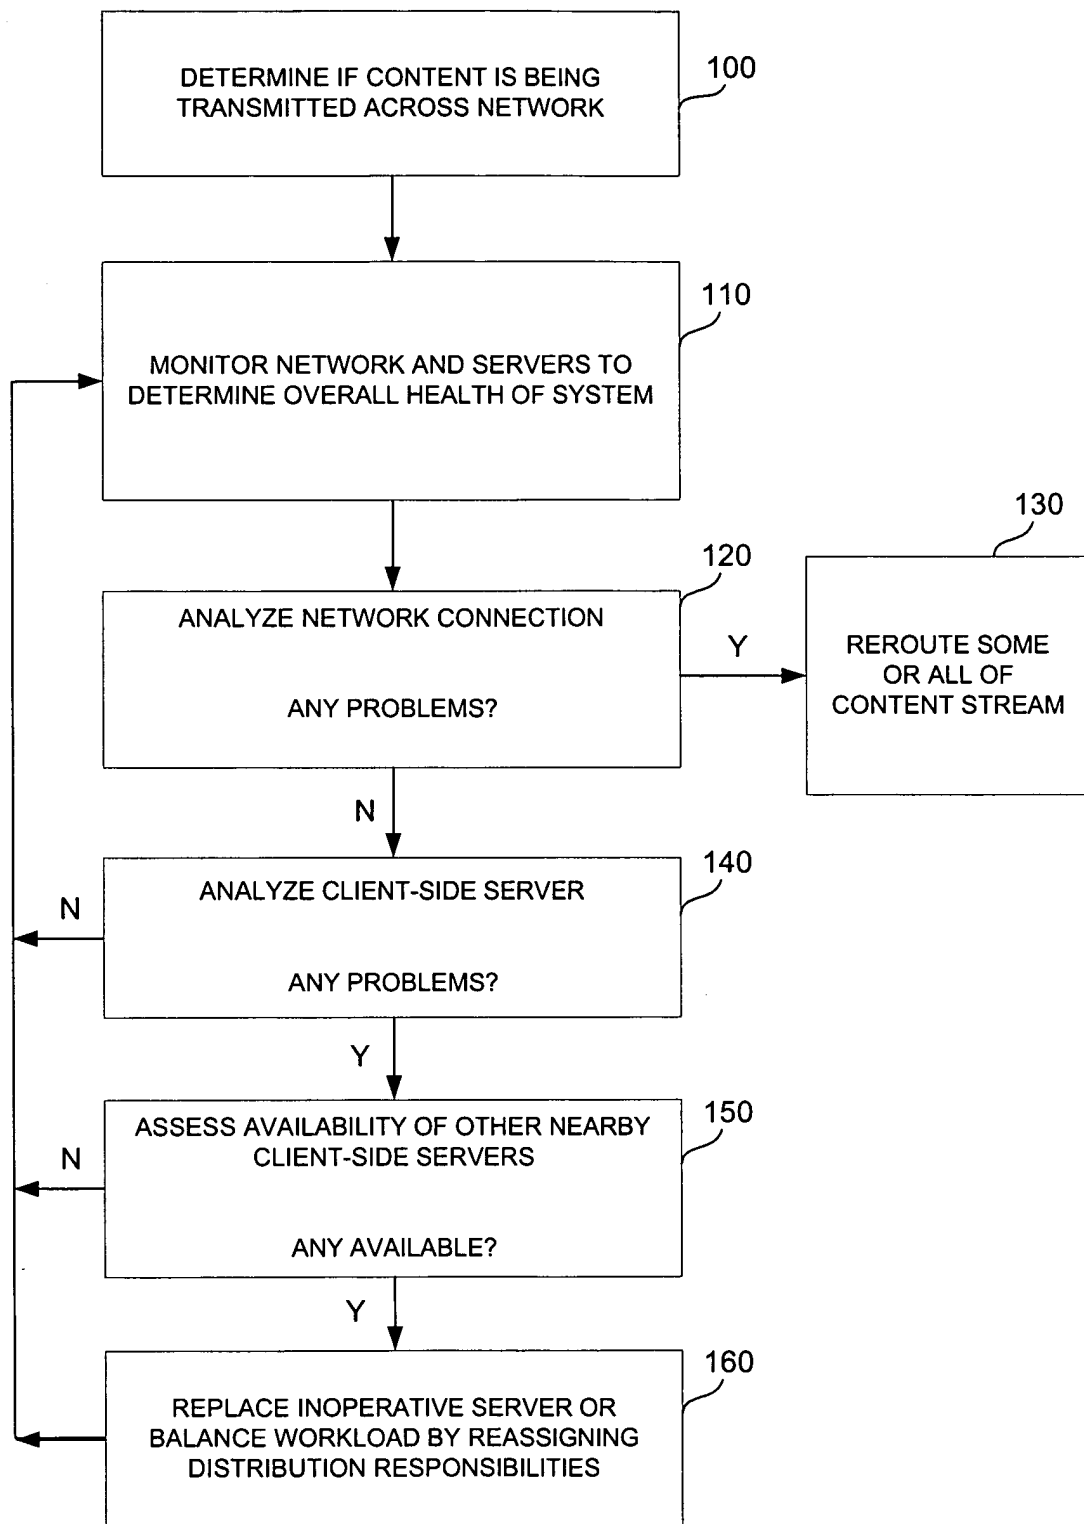 DETERMINE IF CONTENT IS BEING
TRANSMITTED ACROSS NETWORK
100
MONITOR NETWORK AND SERVERS TO
DETERMINE OVERALL HEALTH OF SYSTEM
110
ANALYZE NETWORK CONNECTION
ANY PROBLEMS?
120
Y
REROUTE SOME
OR ALL OF
CONTENT STREAM
130
N
ANALYZE CLIENT-SIDE SERVER
ANY PROBLEMS?
140
N
Y
ASSESS AVAILABILITY OF OTHER NEARBY
CLIENT-SIDE SERVERS
ANY AVAILABLE?
150
N
Y
REPLACE INOPERATIVE SERVER OR
BALANCE WORKLOAD BY REASSIGNING
DISTRIBUTION RESPONSIBILITIES
160